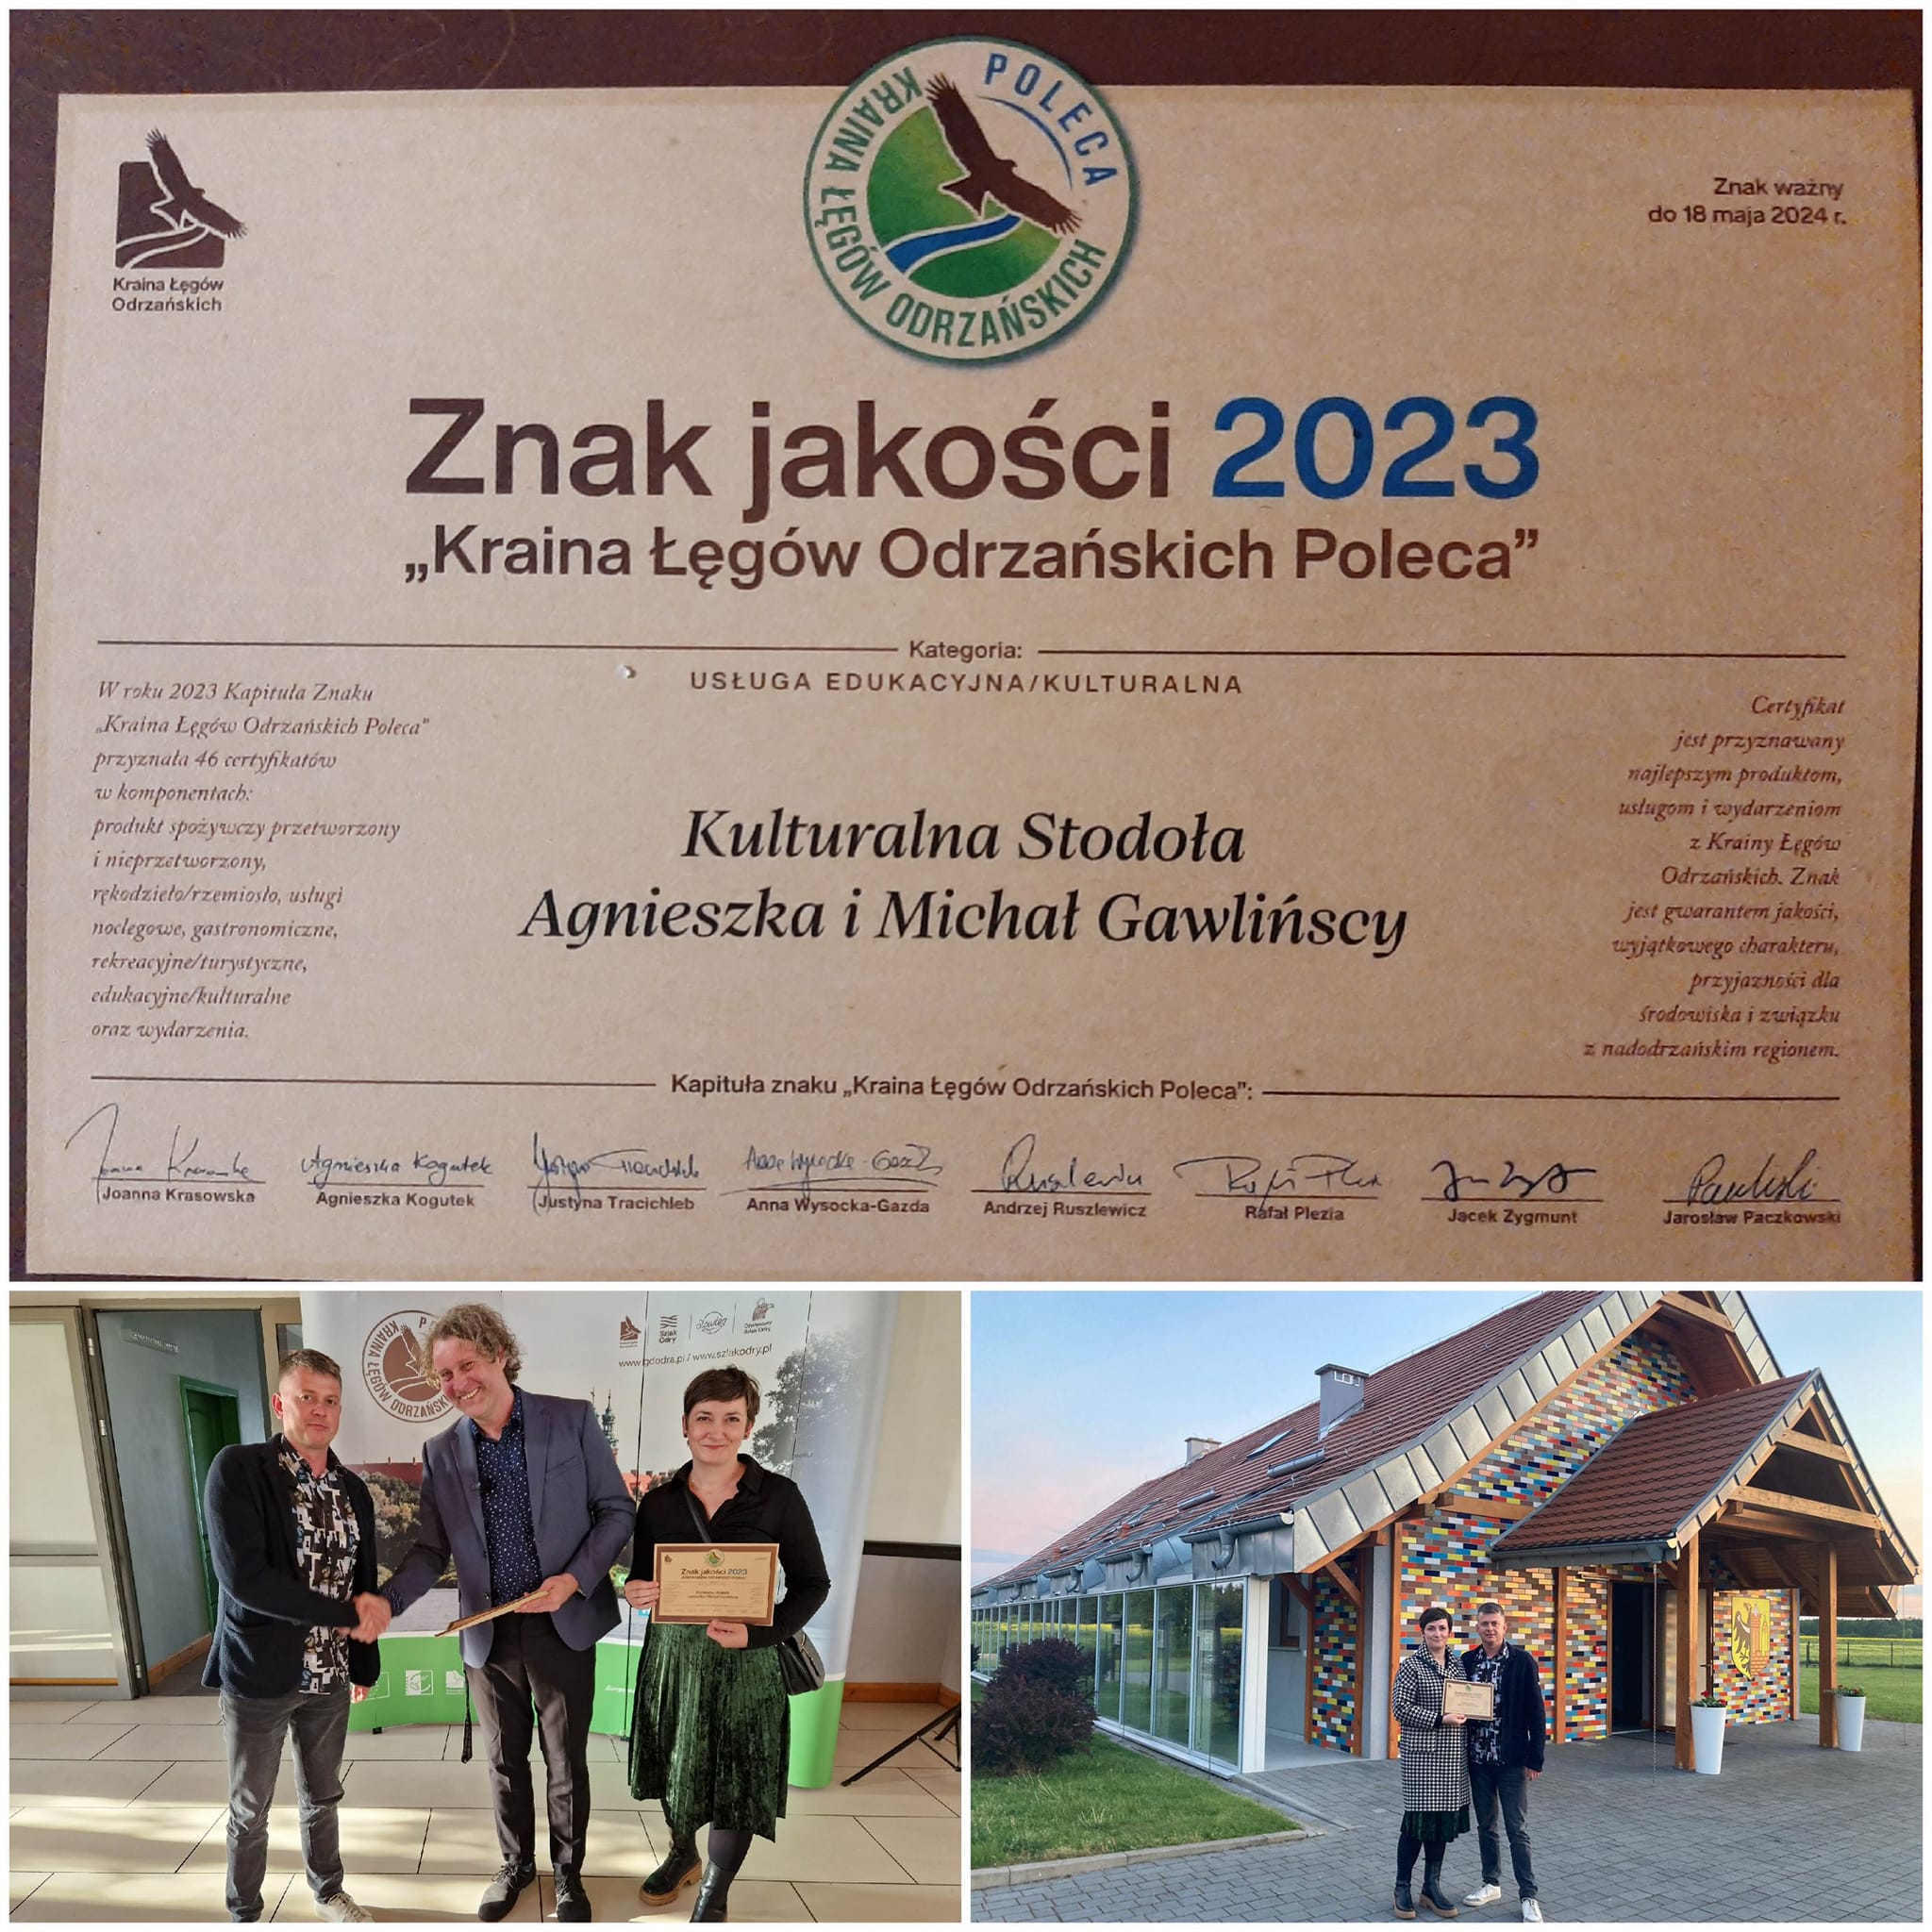 KRAINA ŁĘGÓW ODRZAŃSKICH POLECA
Kraina Łęgów
Odrzańskich
Znak ważny
do 18 maja 2024 r.
Znak jakości 2023
„Kraina Łęgów Odrzańskich Poleca”
Kategoria:
USŁUGA EDUKACYJNA/KULTURALNA
W roku 2023 Kapituła Znaku
„Kraina Łęgów Odrzańskich Poleca”
przyznała 46 certyfikatów
w komponentach:
produkt spożywczy przetworzony
i nieprzetworzony,
rękodzieło/rzemiosło, usługi
noclegowe, gastronomiczne,
rekreacyjne/turystyczne,
edukacyjne/kulturalne
oraz wydarzenia.
Kulturalna Stodoła
Agnieszka i Michał Gawlińscy
Certyfikat
jest przyznawany
najlepszym produktom,
usługom i wydarzeniom
z Krainy Łęgów
Odrzańskich. Znak
jest gwarantem jakości,
wyjątkowego charakteru,
przyjazności dla
środowiska i związku
z nadodrzańskim regionem.
Kapituła znaku „Kraina Łęgów Odrzańskich Poleca”:
Agnieszka Kogutek
Joanna Krasowska
Agnieszka Kogutek
Justyna Tracichleb
Anna Wysocka-Gazda
Andrzej Ruszlewicz
Rafał Plezia
Jacek Zygmunt
Jarosław Paczkowski
KRAINA ŁĘGÓW ODRZAŃSK
Szlak
Odry
www.gdodra.pl / www.szlakodry.pl
Znak jakości 2023